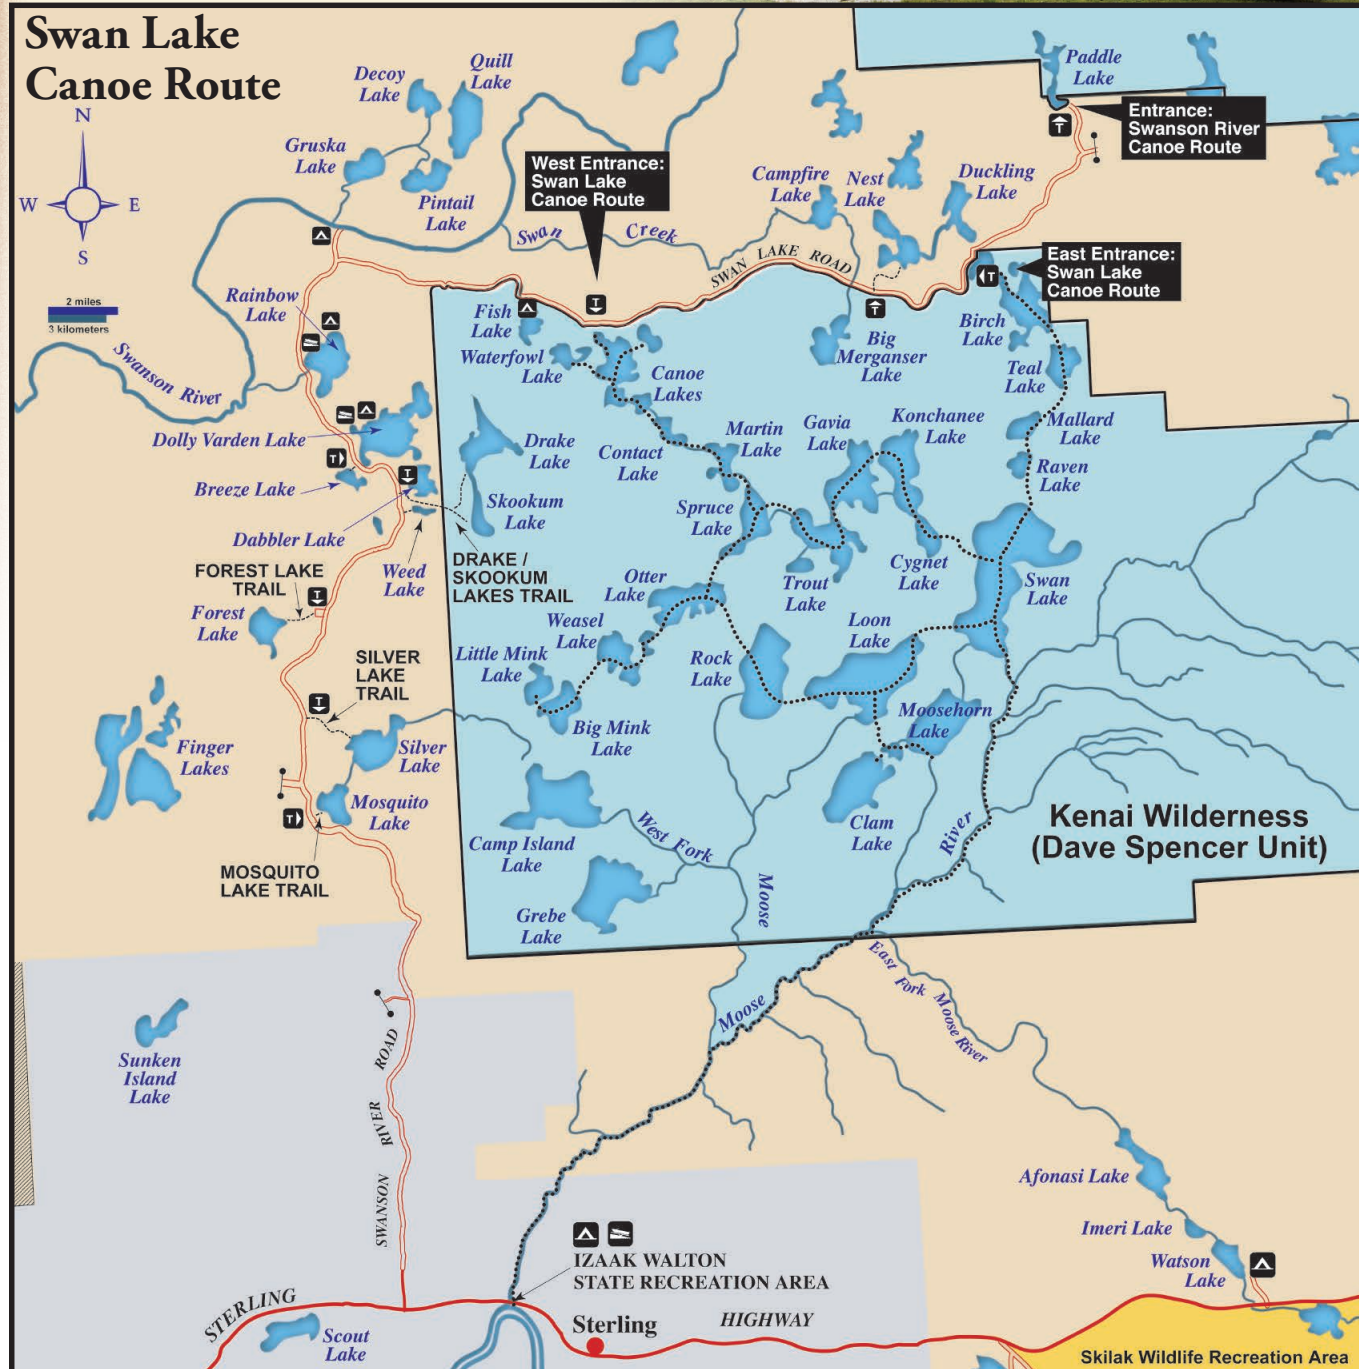 Swan Lake
Canoe Route
N
W
E
S
2 miles
3 kilometers
Decoy
Lake
Quill
Lake
Gruska
Lake
Pintail
Lake
West Entrance:
Swan Lake
Canoe Route
Swan Creek
Campfire
Lake
Nest
Lake
Duckling
Lake
Paddle
Lake
Entrance:
Swanson River
Canoe Route
SWAN LAKE ROAD
East Entrance:
Swan Lake
Canoe Route
Rainbow
Lake
Swanson River
Fish
Lake
Waterfowl
Lake
Canoe
Lakes
Big
Merganser
Lake
Birch
Lake
Teal
Lake
Dolly Varden Lake
Breeze Lake
Dabbler Lake
Drake
Lake
Skookum
Lake
Contact
Lake
Martin
Lake
Gavia
Lake
Konchanee
Lake
Mallard
Lake
Raven
Lake
Spruce
Lake
Weed
Lake
DRAKE /
SKOOKUM
LAKES TRAIL
FOREST LAKE
TRAIL
Forest
Lake
Otter
Lake
Trout
Lake
Cygnet
Lake
Swan
Lake
Weasel
Lake
Loon
Lake
Little Mink
Lake
Rock
Lake
SILVER
LAKE
TRAIL
Big Mink
Lake
Moosehorn
Lake
Finger
Lakes
Silver
Lake
Mosquito
Lake
MOSQUITO
LAKE TRAIL
Camp Island
Lake
West Fork
Moose
Clam
Lake
River
Kenai Wilderness
(Dave Spencer Unit)
Grebe
Lake
East Fork Moose River
Moose
Sunken
Island
Lake
SWANSON RIVER ROAD
Afonasi Lake
Imeri Lake
Watson
Lake
IZAAK WALTON
STATE RECREATION AREA
STERLING
HIGHWAY
Sterling
Scout
Lake
Skilak Wildlife Recreation Area
T
T
T
T
T
T
T
T
T